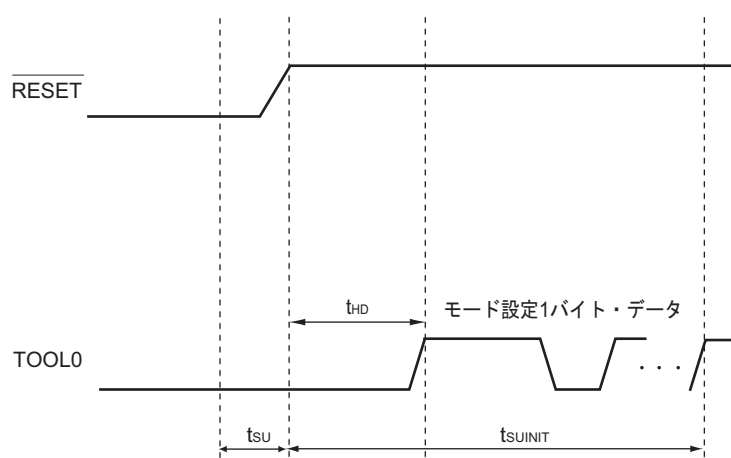 RESET
tHD
モード設定1バイト・データ
TOOL0
. . .
tSU
tSUINIT